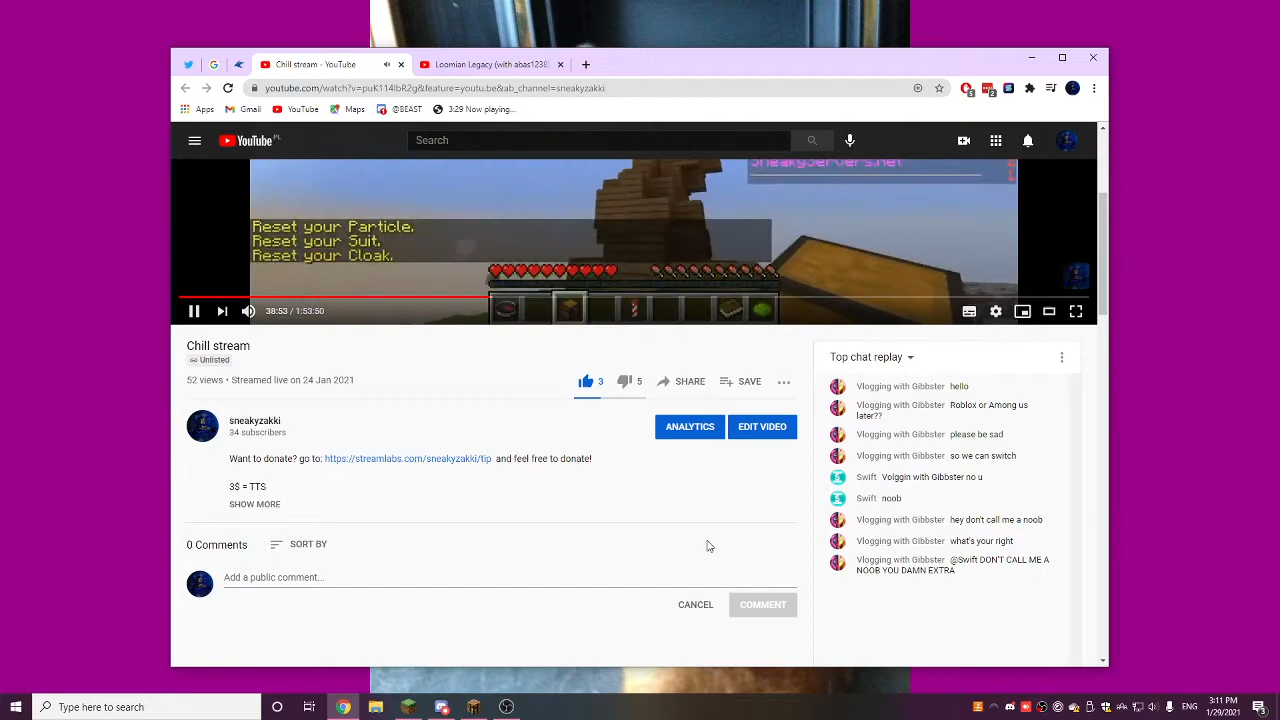 Chill stream - YouTube
Loomian Legacy (with abas1238)
youtube.com/watch?v=puK114lbR2g&feature=youtu.be&ab_channel=sneakyzakki
Apps
Gmail
YouTube
Maps
@BEAST
3:29 Now playing...
YouTube PL
Search
SneakyServers.net
Reset your Particle.
Reset your Suit.
Reset your Cloak.
38:53 / 1:53:50
Chill stream
Unlisted
52 views • Streamed live on 24 Jan 2021
3
5
SHARE
SAVE
sneakyzakki
34 subscribers
ANALYTICS
EDIT VIDEO
Want to donate? go to: https://streamlabs.com/sneakyzakki/tip and feel free to donate!
3$ = TTS
SHOW MORE
0 Comments
SORT BY
Add a public comment...
CANCEL
COMMENT
Top chat replay
Vlogging with Gibbster hello
Vlogging with Gibbster Roblox or Among us
later??
Vlogging with Gibbster please be sad
Vlogging with Gibbster so we can switch
Swift Volggin with Gibbster no u
Swift noob
Vlogging with Gibbster hey don't call me a noob
Vlogging with Gibbster what's your right
Vlogging with Gibbster @Swift DON'T CALL ME A
NOOB YOU DAMN EXTRA
Type here to search
ENG
3:11 PM
1/29/2021